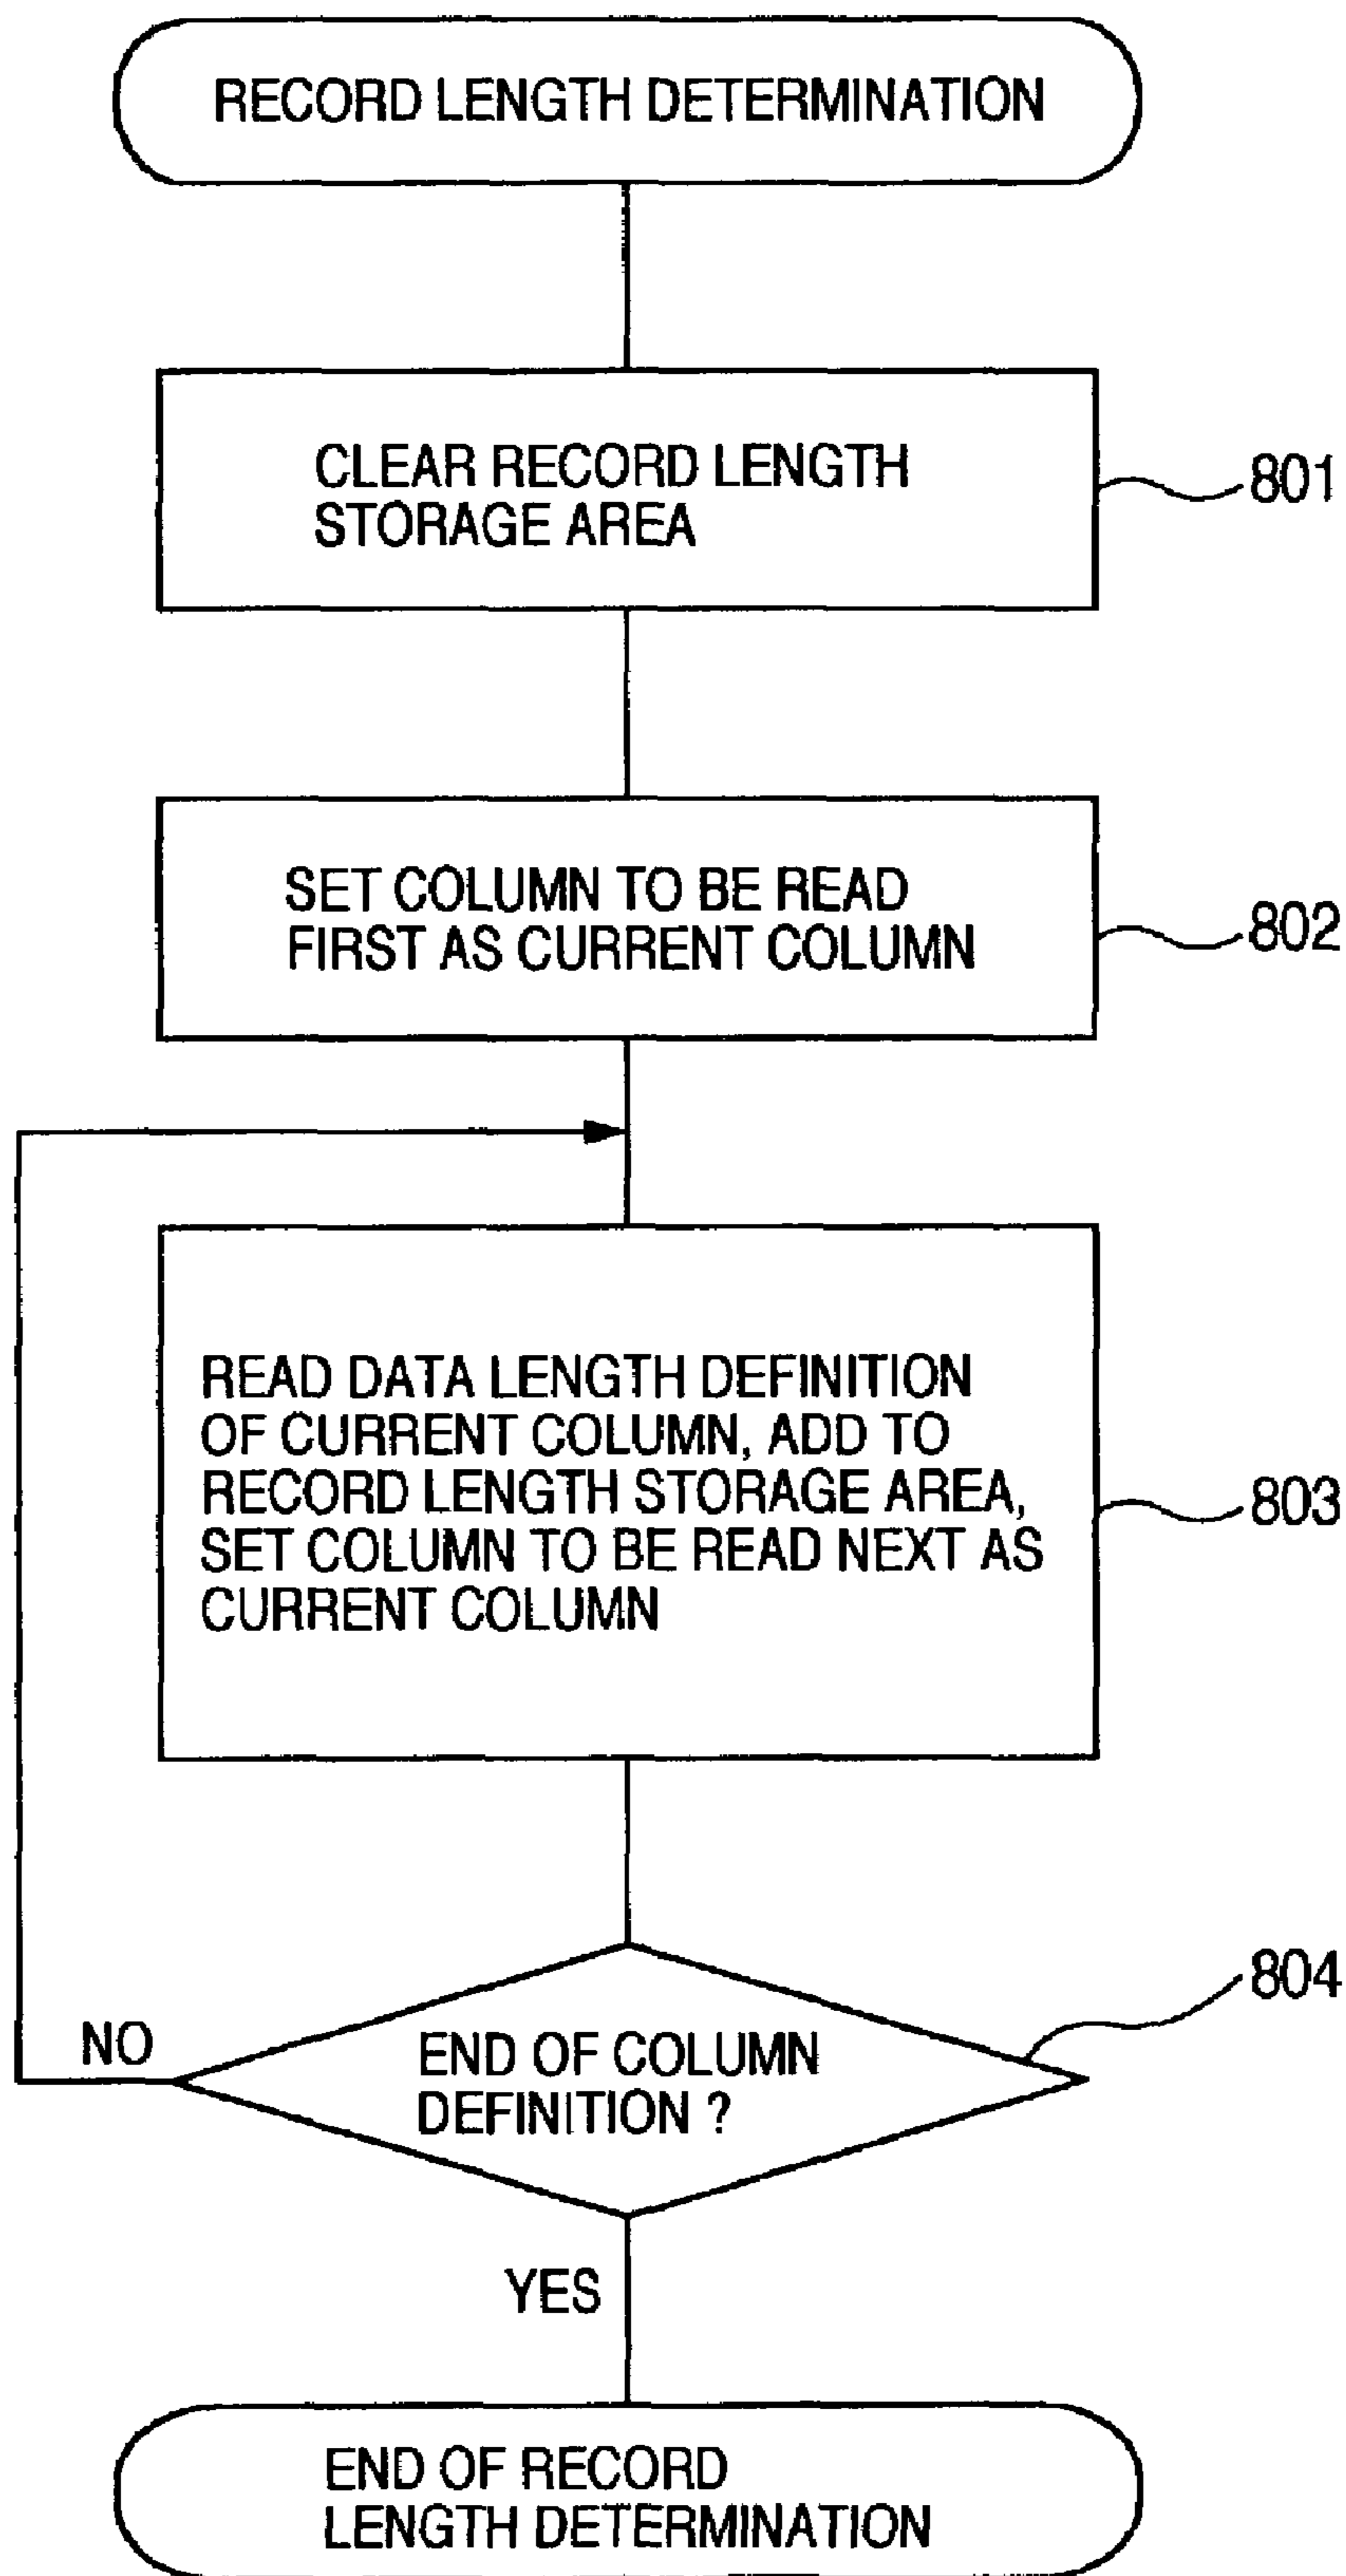 RECORD LENGTH DETERMINATION
CLEAR RECORD LENGTH
STORAGE AREA
801
SET COLUMN TO BE READ
FIRST AS CURRENT COLUMN
802
READ DATA LENGTH DEFINITION
OF CURRENT COLUMN, ADD TO
RECORD LENGTH STORAGE AREA,
SET COLUMN TO BE READ NEXT AS
CURRENT COLUMN
803
804
NO
END OF COLUMN
DEFINITION ?
YES
END OF RECORD
LENGTH DETERMINATION